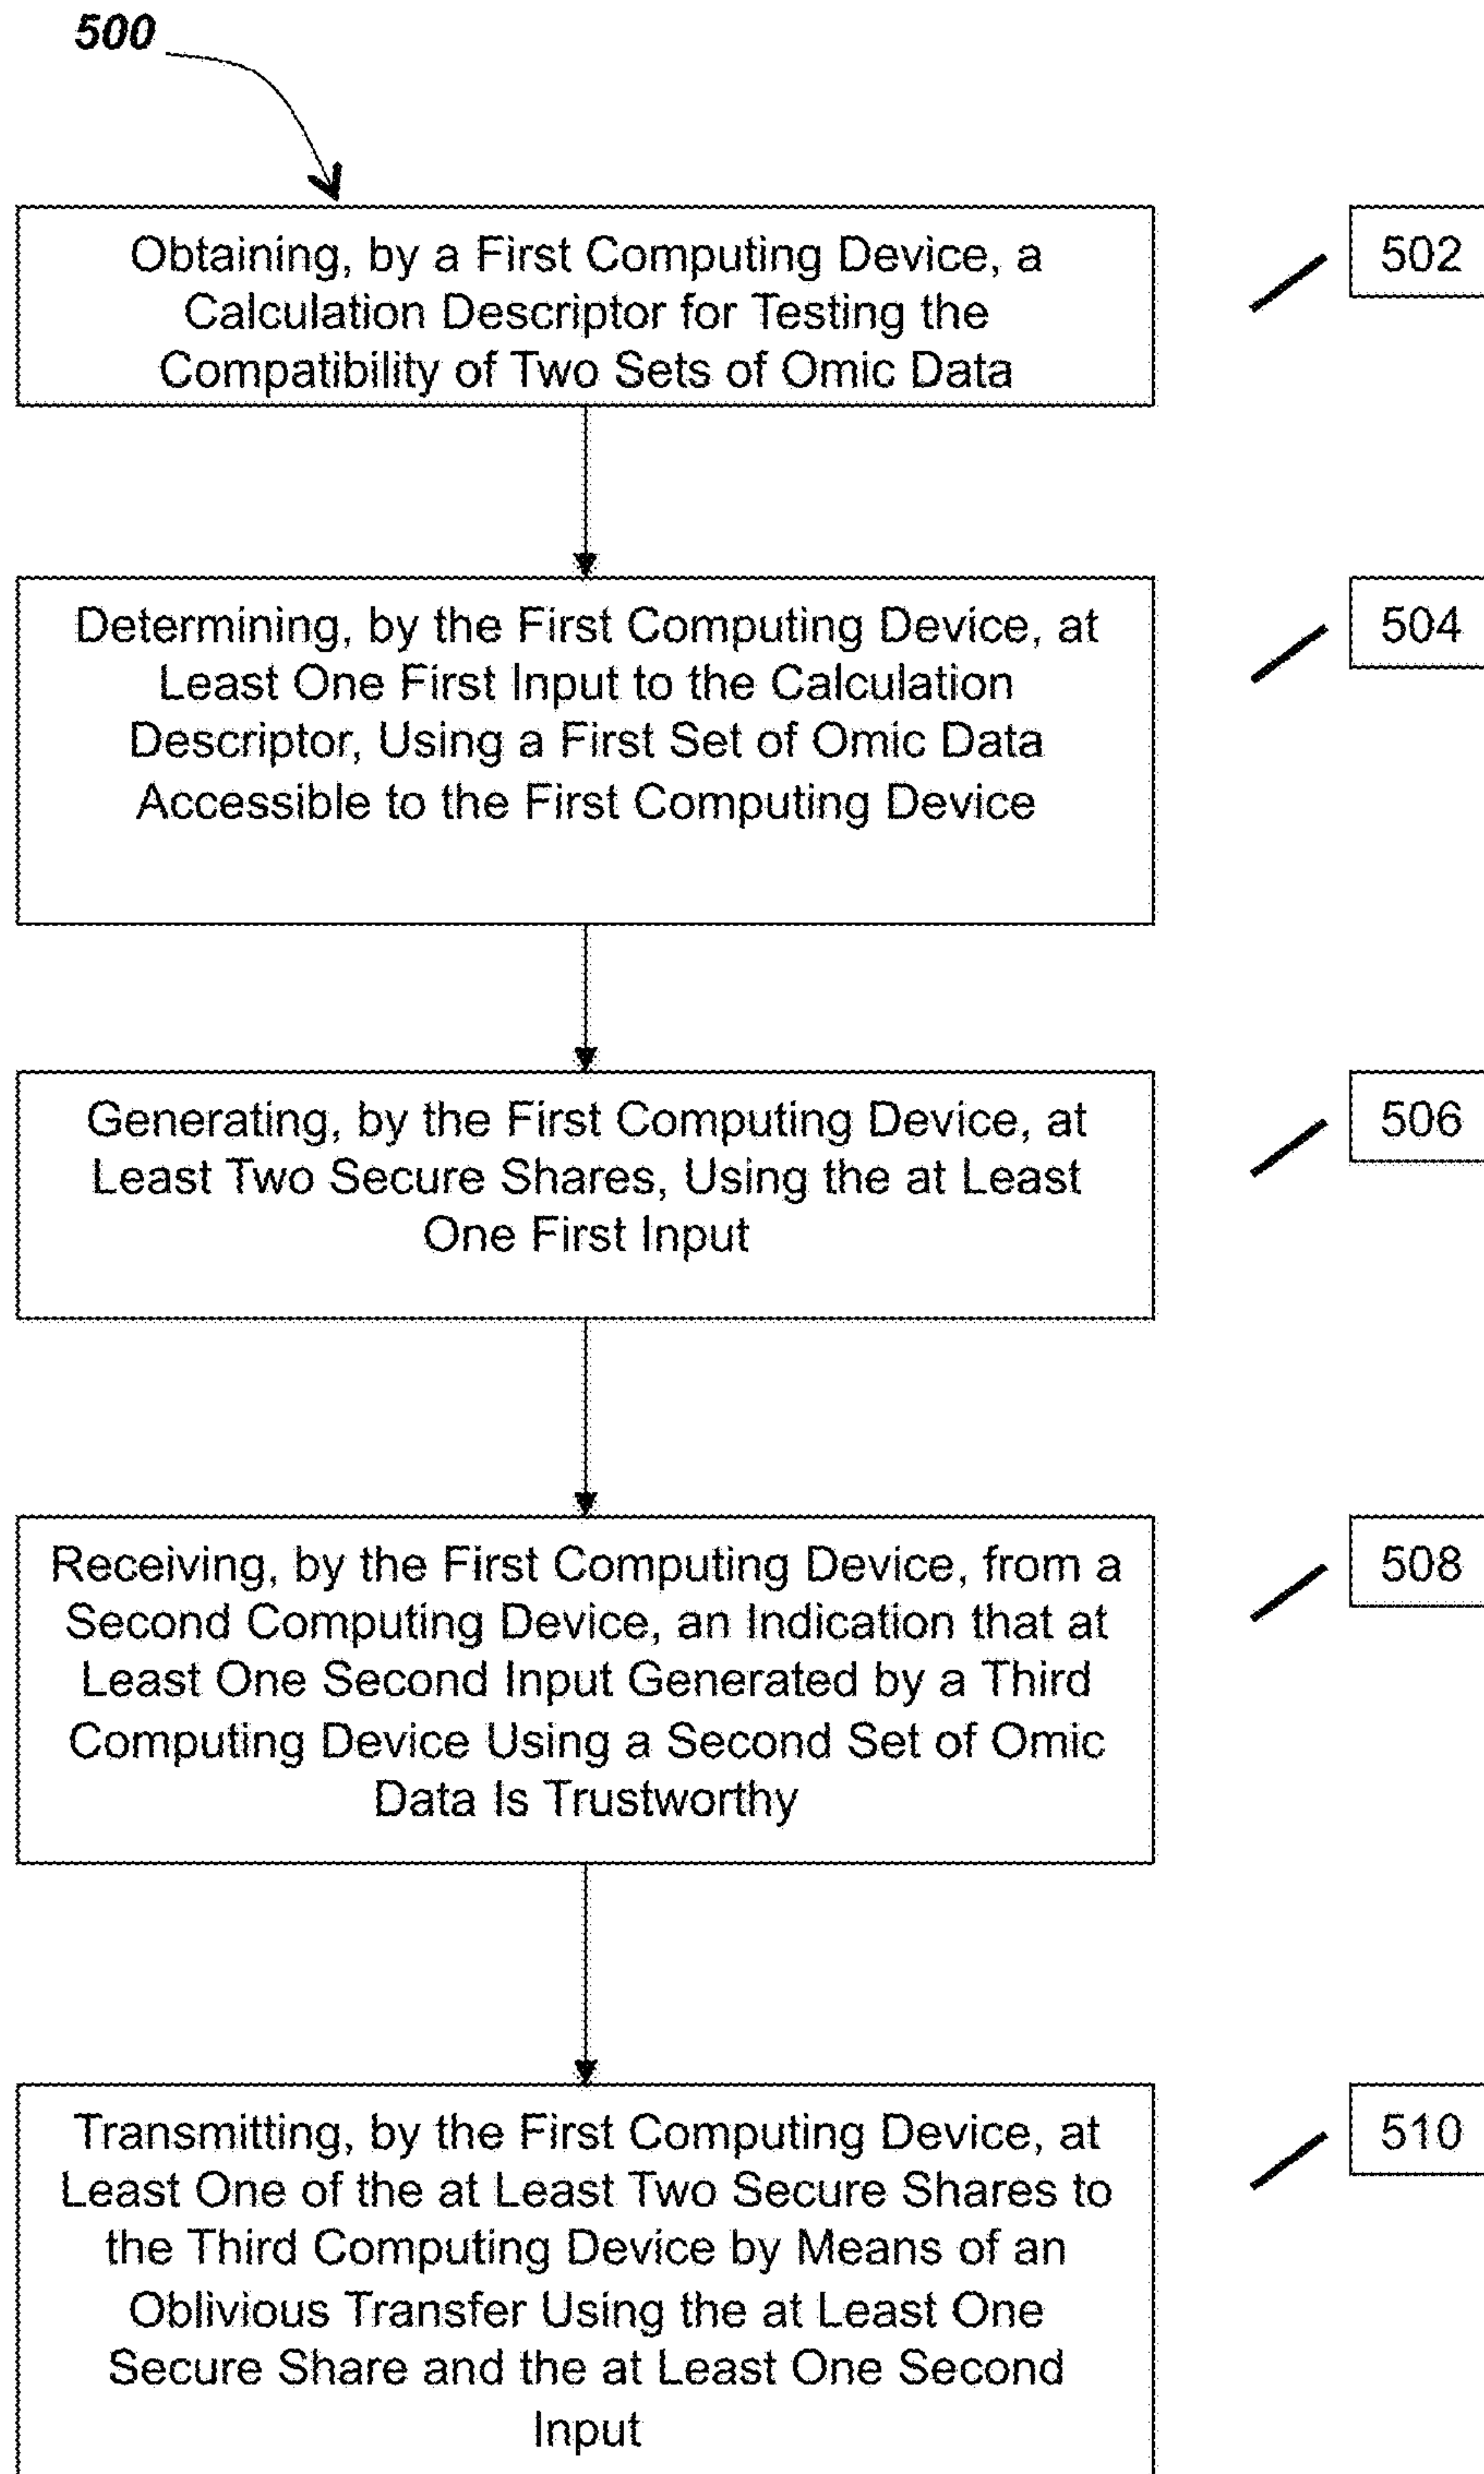 500
Obtaining, by a First Computing Device, a
Calculation Descriptor for Testing the
Compatibility of Two Sets of Omic Data
502
Determining, by the First Computing Device, at
Least One First Input to the Calculation
Descriptor, Using a First Set of Omic Data
Accessible to the First Computing Device
504
Generating, by the First Computing Device, at
Least Two Secure Shares, Using the at Least
One First Input
506
Receiving, by the First Computing Device, from a
Second Computing Device, an Indication that at
Least One Second Input Generated by a Third
Computing Device Using a Second Set of Omic
Data Is Trustworthy
508
Transmitting, by the First Computing Device, at
Least One of the at Least Two Secure Shares to
the Third Computing Device by Means of an
Oblivious Transfer Using the at Least One
Secure Share and the at Least One Second
Input
510